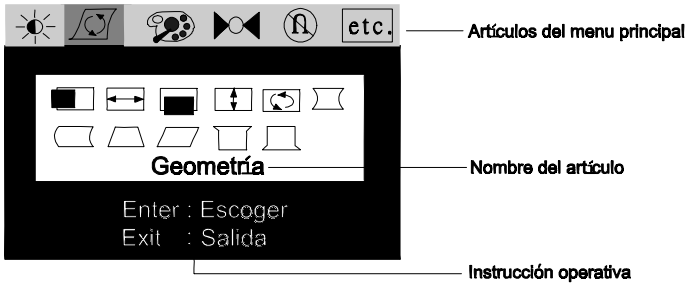 etc.
Artículos del menu principal
Geometría
Nombre del artículo
Enter : Escoger
Exit : Salida
Instrucción operativa